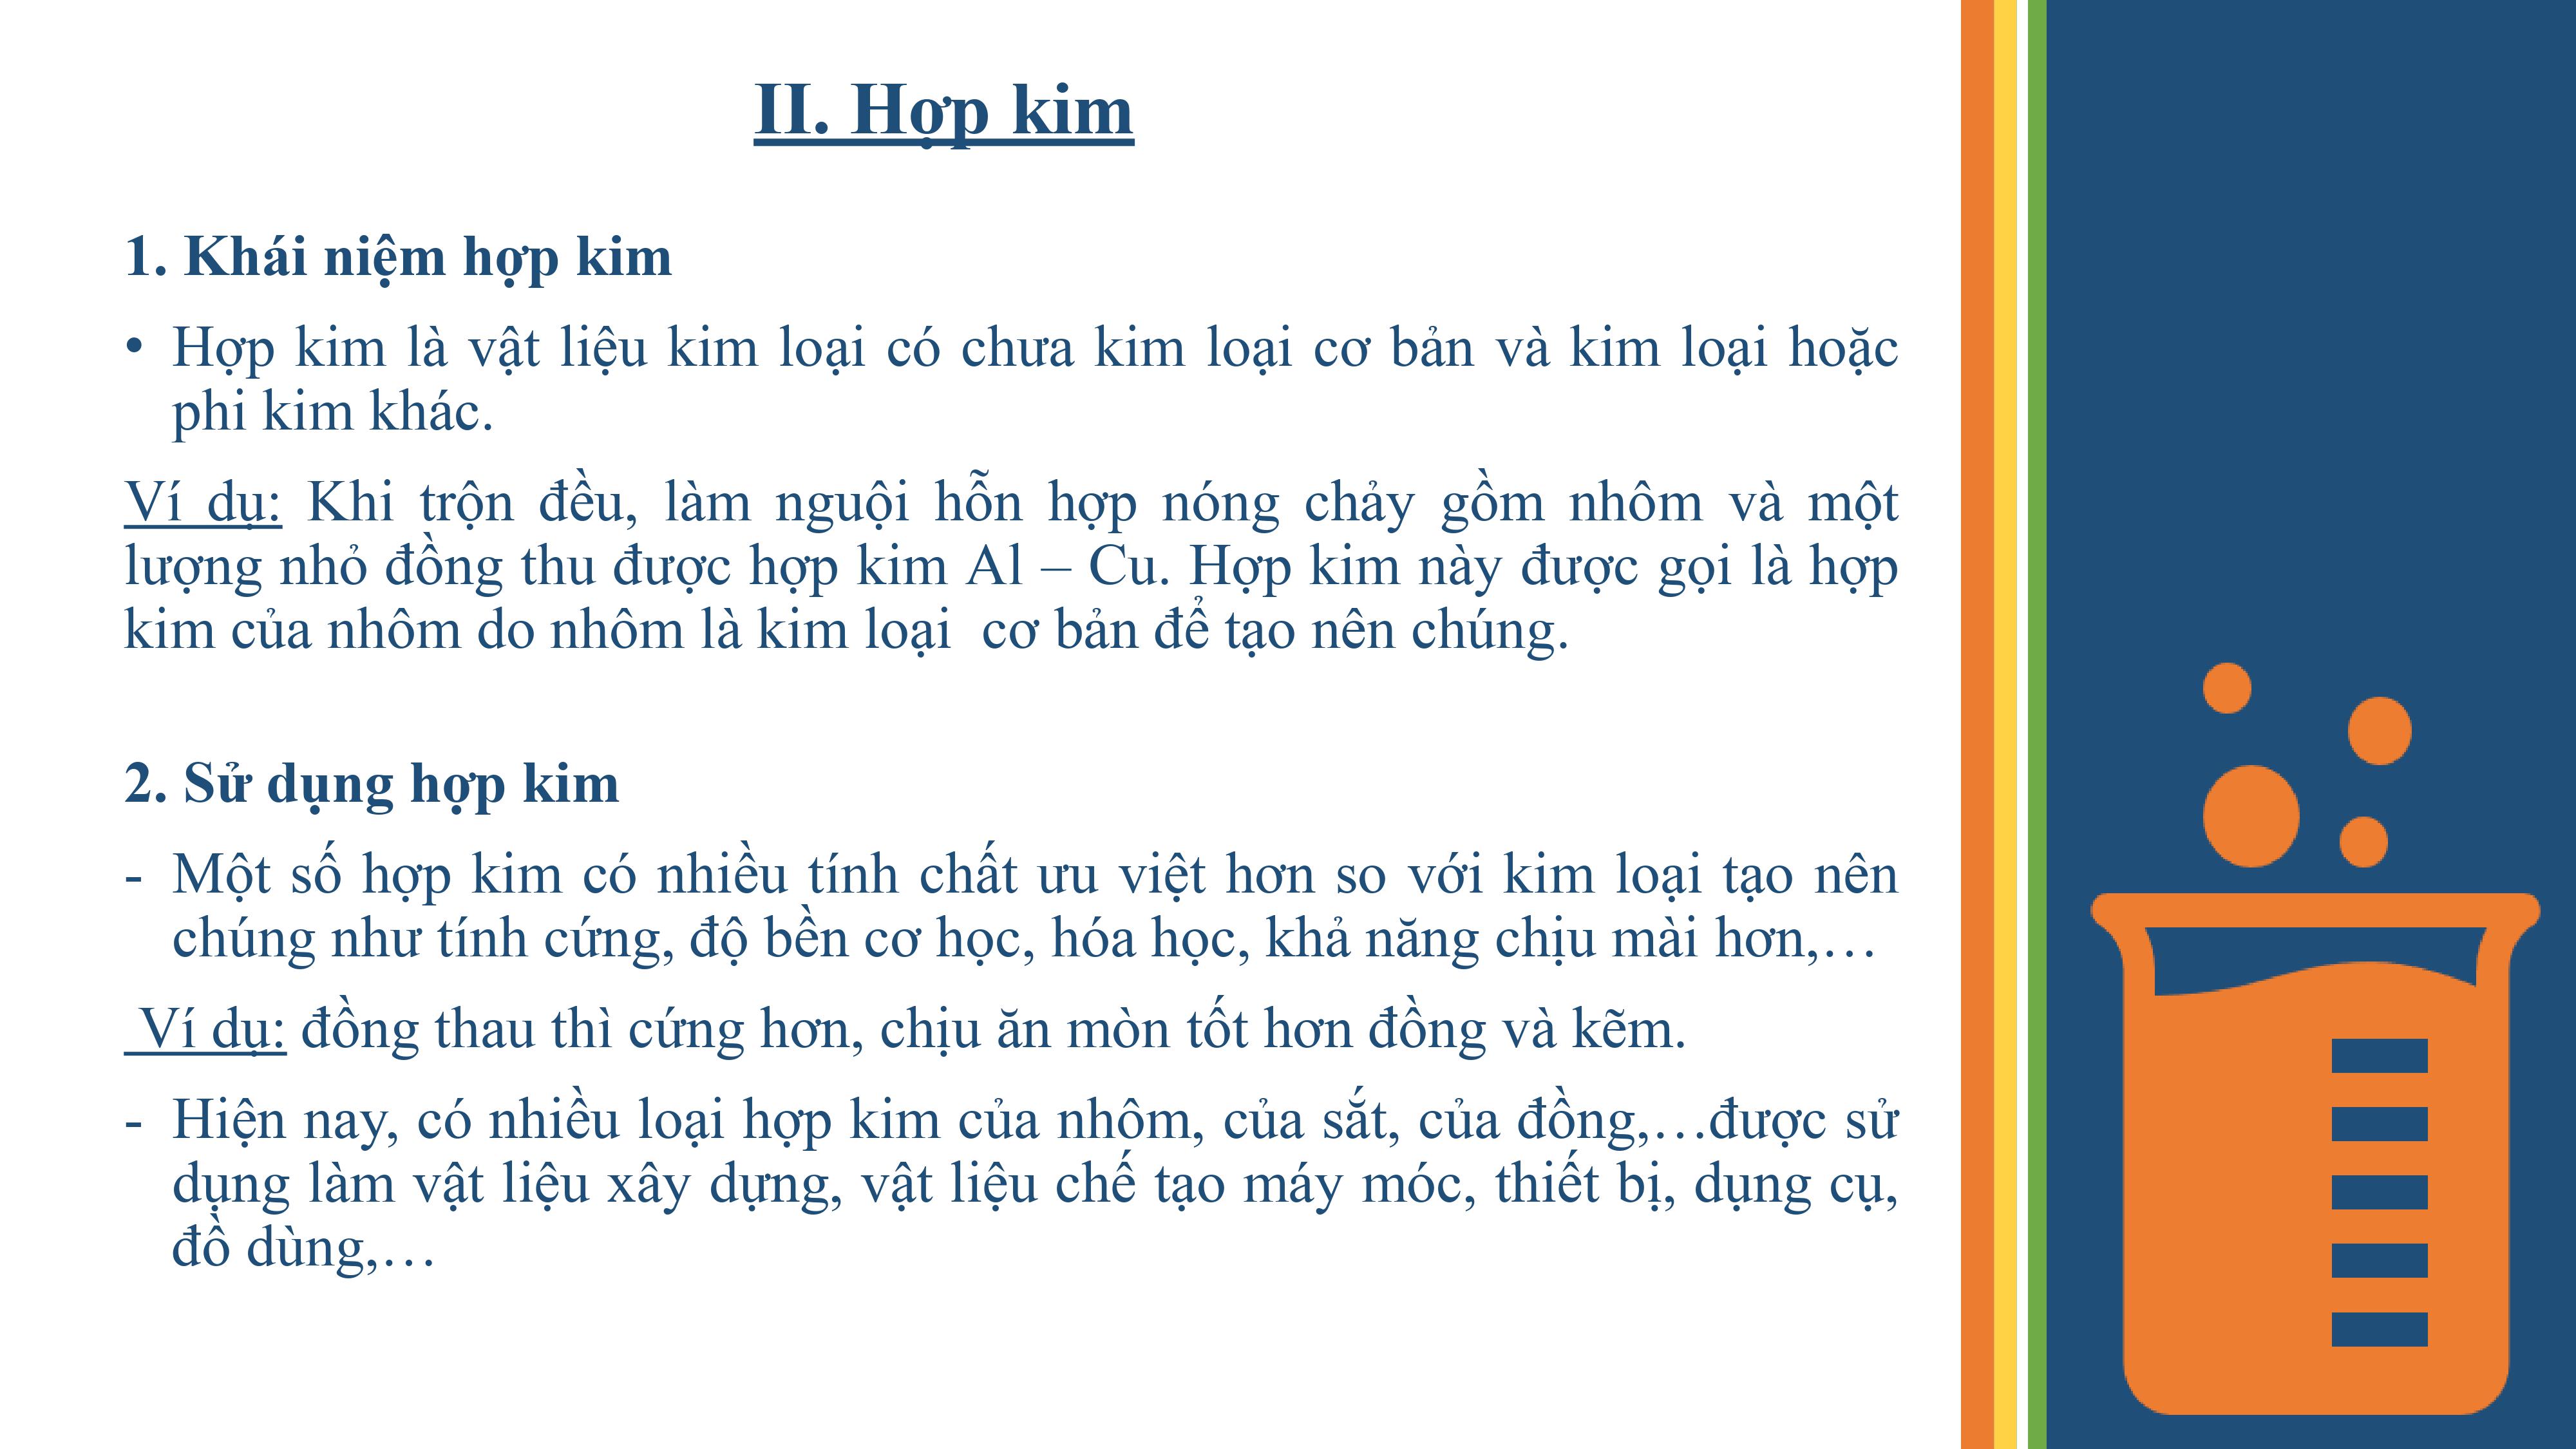 II. Hợp kim
1. Khái niệm hợp kim
• Hợp kim là vật liệu kim loại có chưa kim loại cơ bản và kim loại hoặc
phi kim khác.
Ví dụ: Khi trộn đều, làm nguội hỗn hợp nóng chảy gồm nhôm và một
lượng nhỏ đồng thu được hợp kim Al – Cu. Hợp kim này được gọi là hợp
kim của nhôm do nhôm là kim loại  cơ bản để tạo nên chúng.
2. Sử dụng hợp kim
- Một số hợp kim có nhiều tính chất ưu việt hơn so với kim loại tạo nên
chúng như tính cứng, độ bền cơ học, hóa học, khả năng chịu mài hơn,…
Ví dụ: đồng thau thì cứng hơn, chịu ăn mòn tốt hơn đồng và kẽm.
- Hiện nay, có nhiều loại hợp kim của nhôm, của sắt, của đồng,…được sử
dụng làm vật liệu xây dựng, vật liệu chế tạo máy móc, thiết bị, dụng cụ,
đồ dùng,…